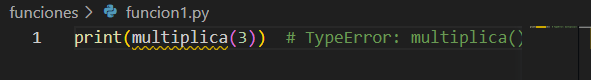 funciones > funcion1.py
1 print(multiplica(3)) # TypeError: multiplica()